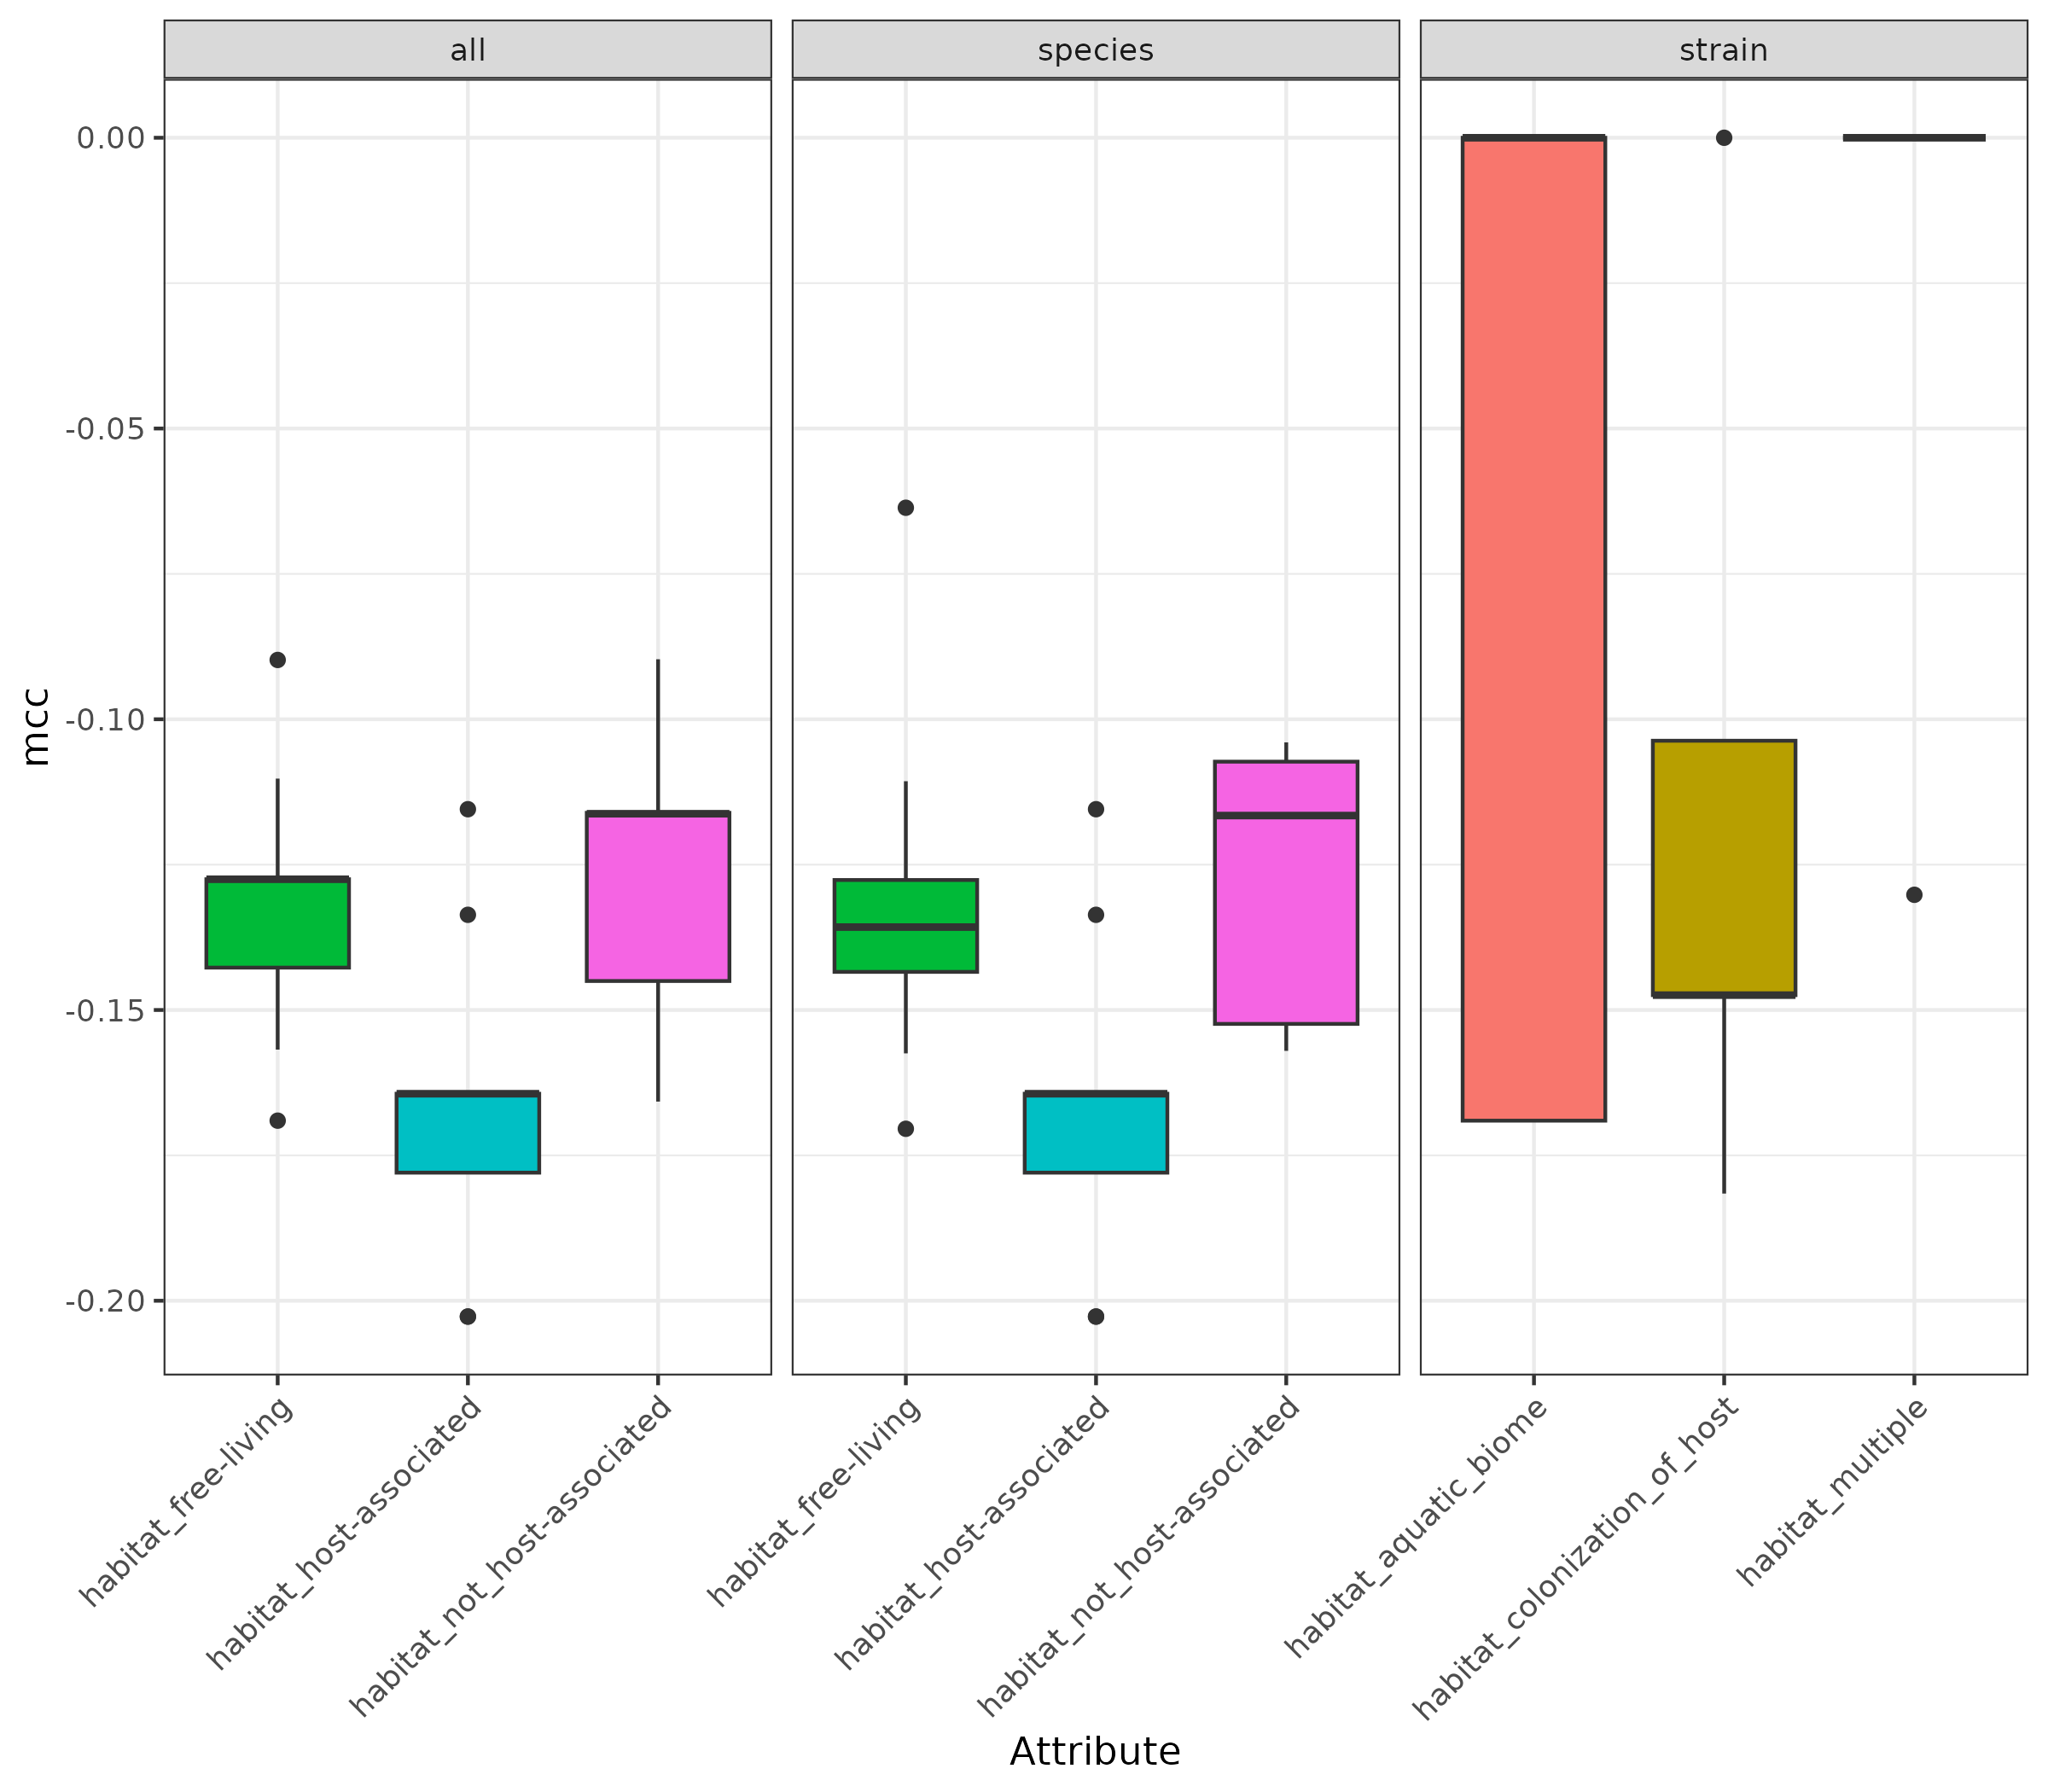 all
species
strain
mcc
0.00
-0.05
-0.10
-0.15
-0.20
habitat_free-living
habitat_host-associated
habitat_not_host-associated
habitat_free-living
habitat_host-associated
habitat_not_host-associated
habitat_aquatic_biome
habitat_colonization_of_host
habitat_multiple
Attribute